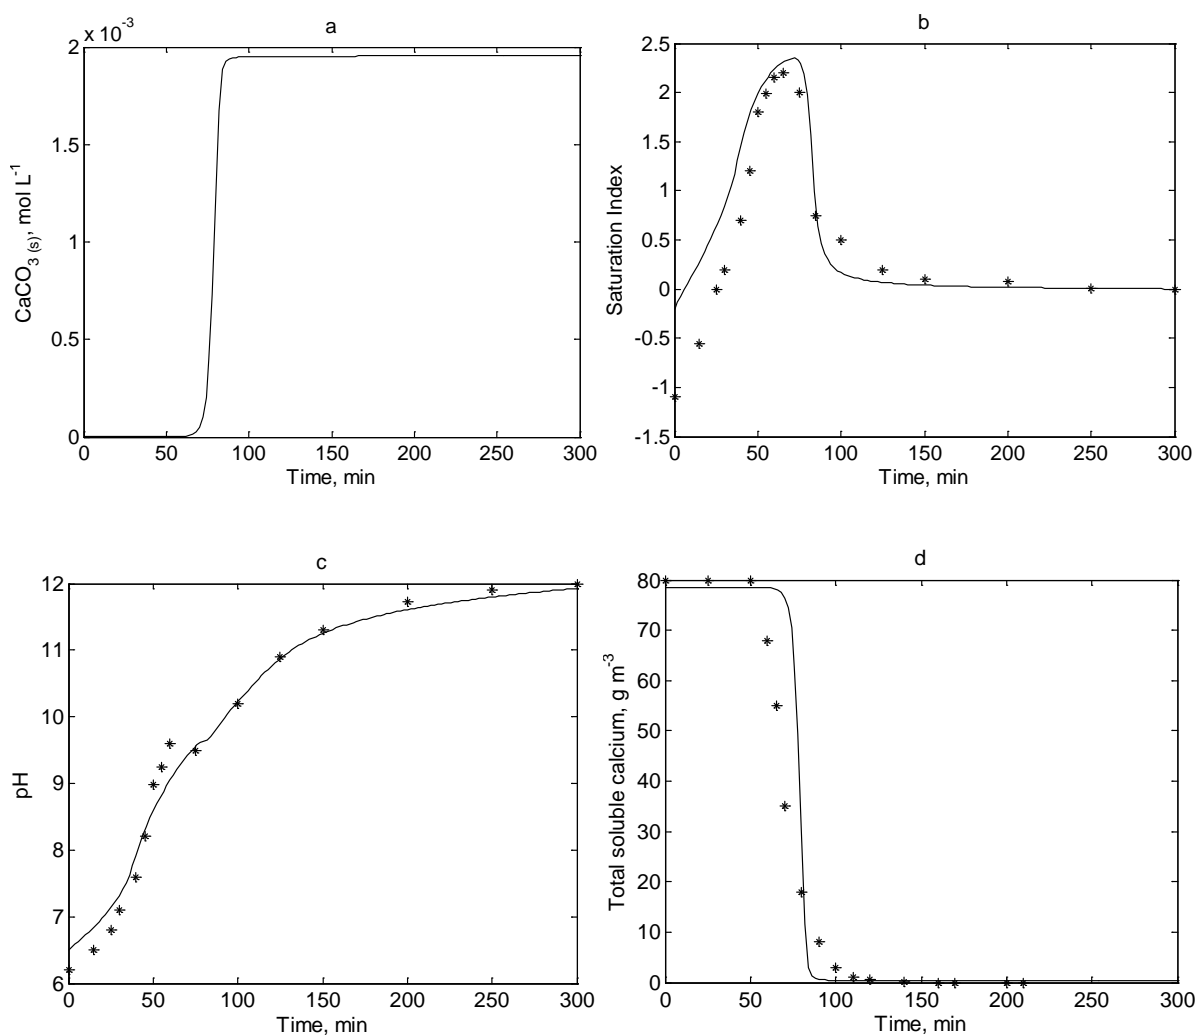 a
x 10-3
2
1.5
1
0.5
0
CaCO3 (s), mol L-1
0 50 100 150 200 250 300
Time, min
b
2.5
2
1.5
1
0.5
0
-0.5
-1
-1.5
Saturation Index
0 50 100 150 200 250 300
Time, min
c
12
11
10
9
8
7
6
pH
0 50 100 150 200 250 300
Time, min
d
80
70
60
50
40
30
20
10
0
Total soluble calcium, g m-3
0 50 100 150 200 250 300
Time, min